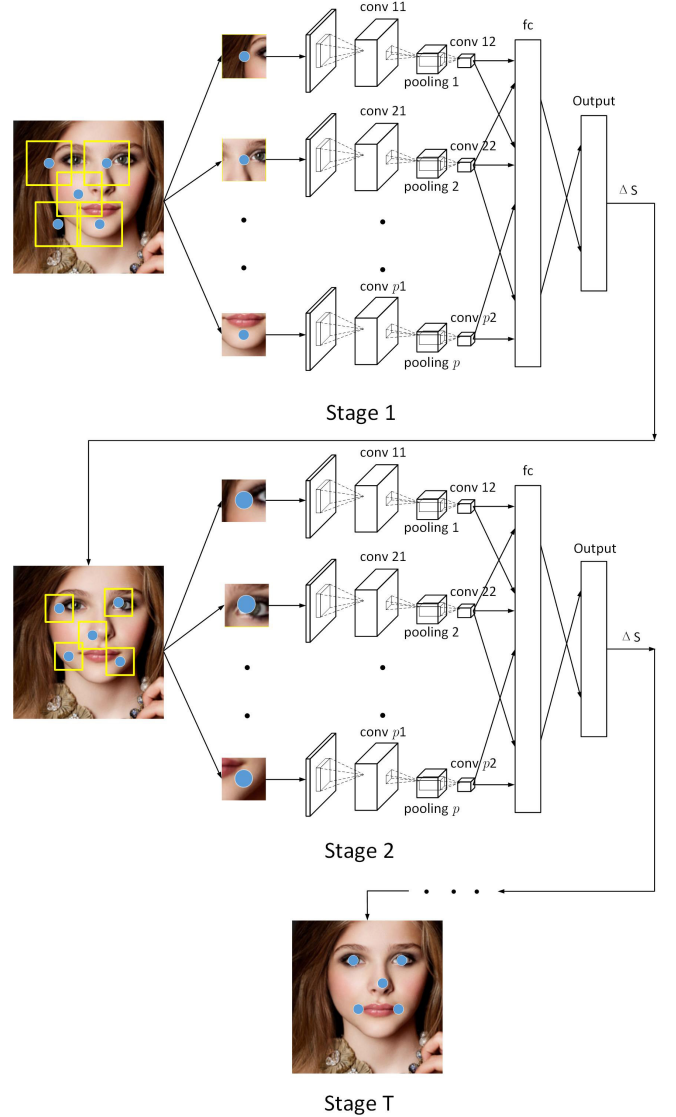 conv 11
fc
conv 12
pooling 1
Output
conv 21
conv 22
pooling 2
Δ S
conv p1
conv p2
pooling p
Stage 1
conv 11
fc
conv 12
pooling 1
Output
conv 21
conv 22
pooling 2
Δ S
conv p1
conv p2
pooling p
Stage 2
Stage T